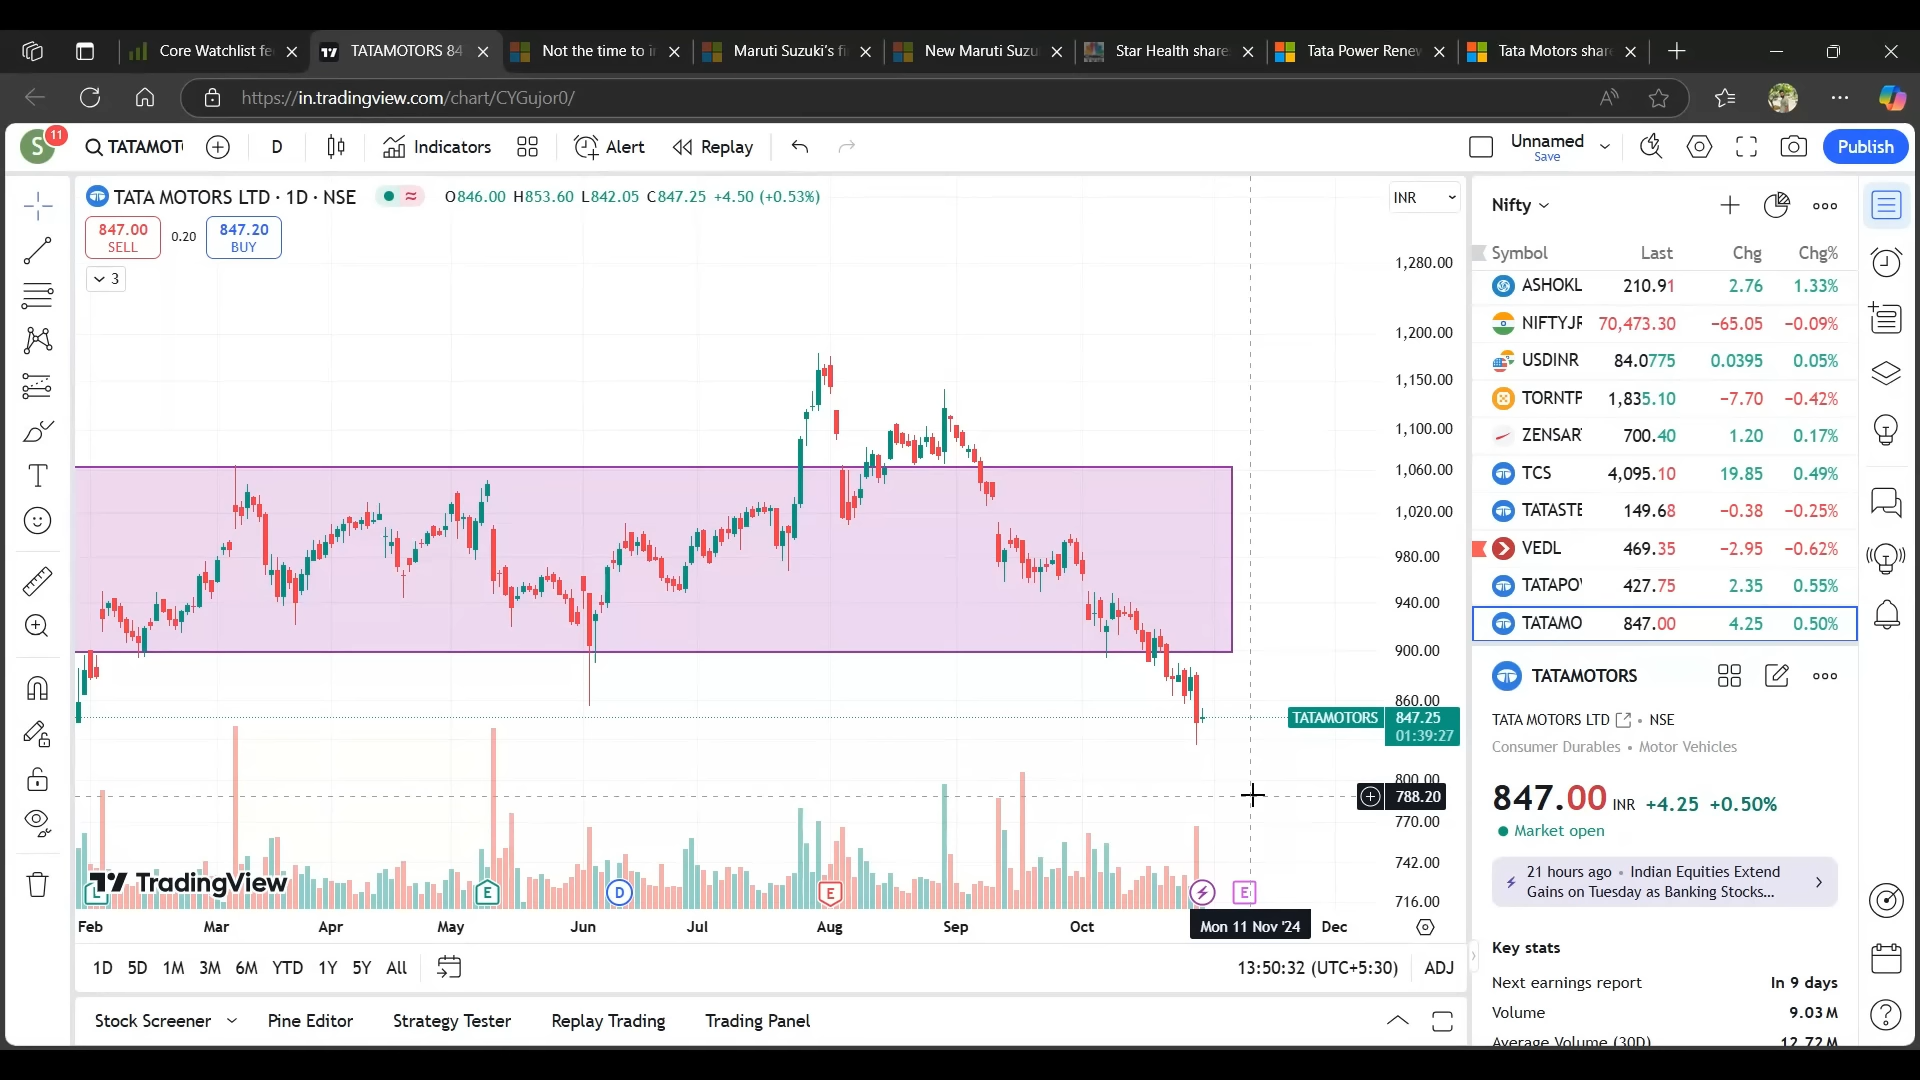 Core Watchlist fe
TATAMOTORS 84
Not the time to i
Maruti Suzuki's fi
New Maruti Suzu
Star Health share
Tata Power Renew
Tata Motors share
https://in.tradingview.com/chart/CYGujor0/
S
11
TATAMOT
D
Indicators
Alert
Replay
Unnamed
Save
Publish
TATA MOTORS LTD · 1D · NSE
O846.00 H853.60 L842.05 C847.25 +4.50 (+0.53%)
847.00
SELL
0.20
847.20
BUY
3
INR
1,280.00
1,200.00
1,150.00
1,100.00
1,060.00
1,020.00
980.00
940.00
900.00
860.00
TATAMOTORS
847.25
01:39:27
800.00
788.20
770.00
742.00
716.00
TradingView
E
E
D
E
E
Feb
Mar
Apr
May
Jun
Jul
Aug
Sep
Oct
Mon 11 Nov '24
Dec
1D 5D 1M 3M 6M YTD 1Y 5Y All
13:50:32 (UTC+5:30)
ADJ
Stock Screener
Pine Editor
Strategy Tester
Replay Trading
Trading Panel
Nifty
Symbol Last Chg Chg%
ASHOKL 210.91 2.76 1.33%
NIFTYJR 70,473.30 −65.05 −0.09%
USDINR 84.0775 0.0395 0.05%
TORNTP 1,835.10 −7.70 −0.42%
ZENSAR 700.40 1.20 0.17%
TCS 4,095.10 19.85 0.49%
TATASTE 149.68 −0.38 −0.25%
VEDL 469.35 −2.95 −0.62%
TATAPO 427.75 2.35 0.55%
TATAMO 847.00 4.25 0.50%
TATAMOTORS
TATA MOTORS LTD • NSE
Consumer Durables • Motor Vehicles
847.00 INR +4.25 +0.50%
Market open
21 hours ago • Indian Equities Extend
Gains on Tuesday as Banking Stocks...
Key stats
Next earnings report In 9 days
Volume 9.03 M
Average Volume (30D) 12.72 M